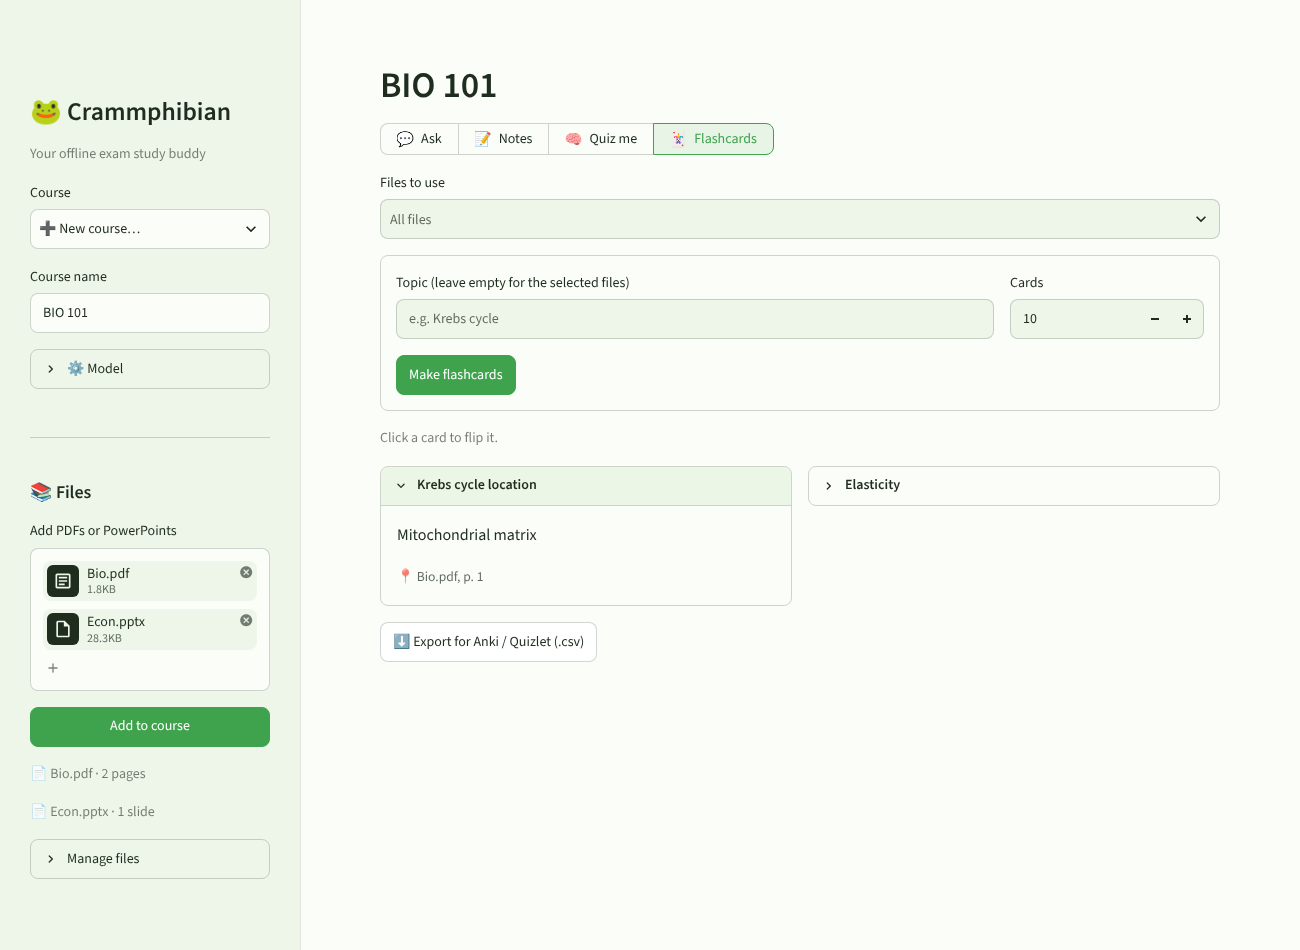 🐸 Crammphibian
Your offline exam study buddy
Course
➕ New course…
Course name
BIO 101
⚙️ Model
📚 Files
Add PDFs or PowerPoints
Bio.pdf
1.8KB
Econ.pptx
28.3KB
+
Add to course
📄 Bio.pdf · 2 pages
📄 Econ.pptx · 1 slide
Manage files
BIO 101
💬 Ask 📝 Notes 🧠 Quiz me 🃏 Flashcards
Files to use
All files
Topic (leave empty for the selected files) Cards
e.g. Krebs cycle 10 − +
Make flashcards
Click a card to flip it.
Krebs cycle location
Mitochondrial matrix
📍 Bio.pdf, p. 1
Elasticity
⬇️ Export for Anki / Quizlet (.csv)